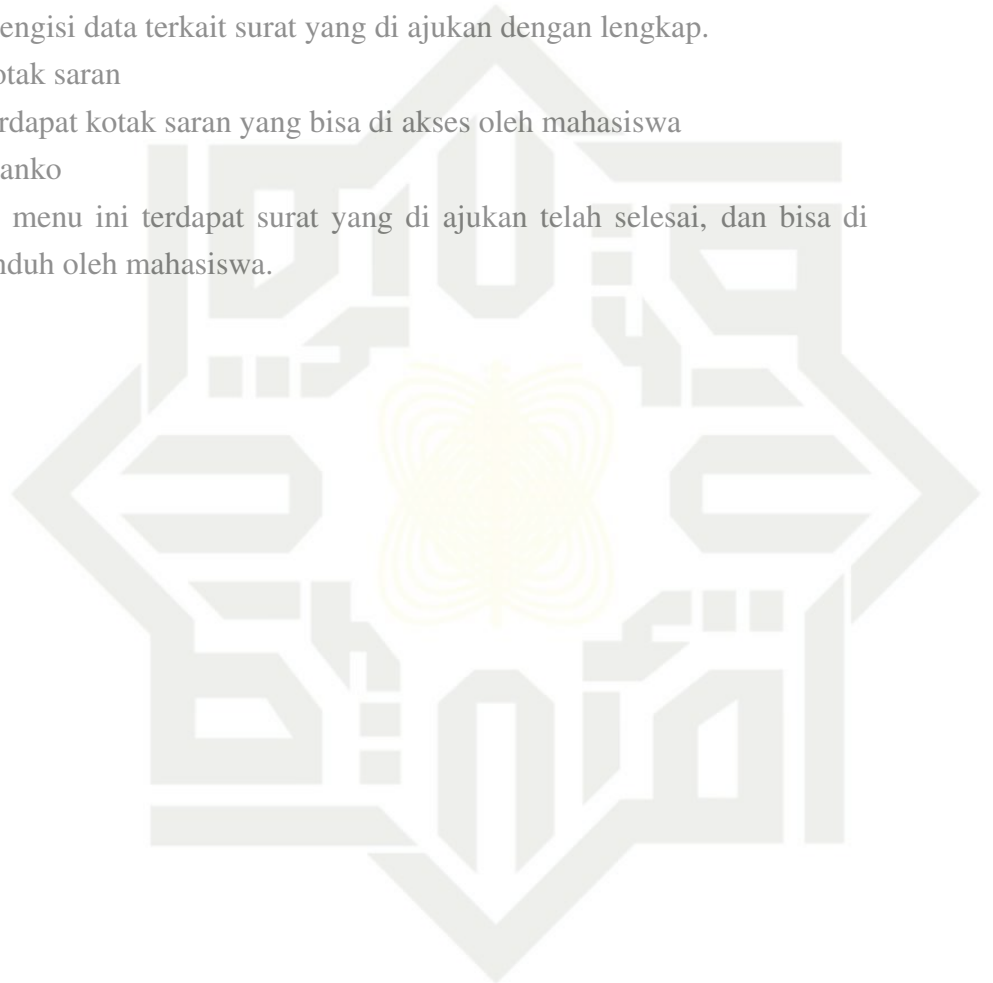 engisi data terkait surat yang di ajukan dengan lengkap.
otak saran
rdapat kotak saran yang bisa di akses oleh mahasiswa
anko
menu ini terdapat surat yang di ajukan telah selesai, dan bisa di
nduh oleh mahasiswa.